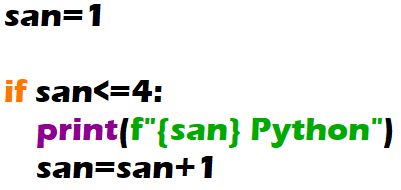 san=1
if san<=4:
    print(f"{san} Python")
    san=san+1